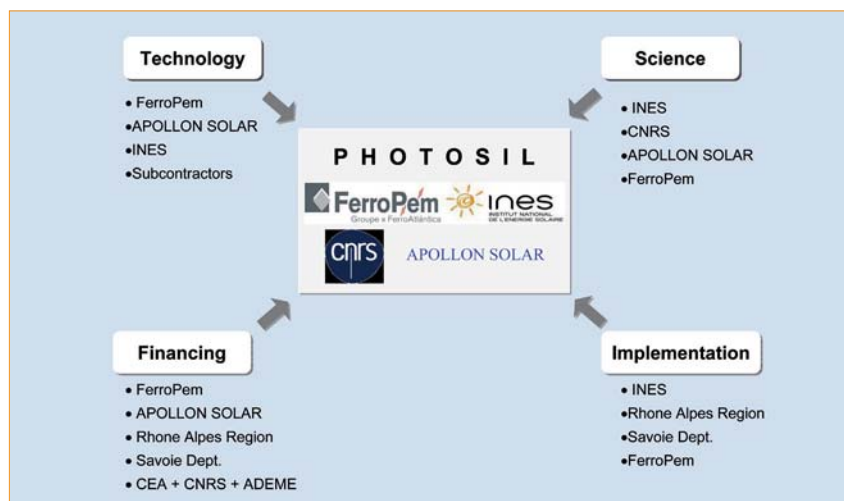 Technology
• FerroPem
•APOLLON SOLAR
•INES
•Subcontractors
Science
• INES
•CNRS
•APOLLON SOLAR
•FerroPem
PHOTOSIL
FerroPem
Groupe FerroAtlántica
ines
INSTITUT NATIONAL
DE L'ENERGIE SOLAIRE
cnrs
APOLLON SOLAR
Financing
• FerroPem
• APOLLON SOLAR
• Rhone Alpes Region
• Savoie Dept.
• CEA + CNRS + ADEME
Implementation
• INES
•Rhone Alpes Region
•Savoie Dept.
•FerroPem